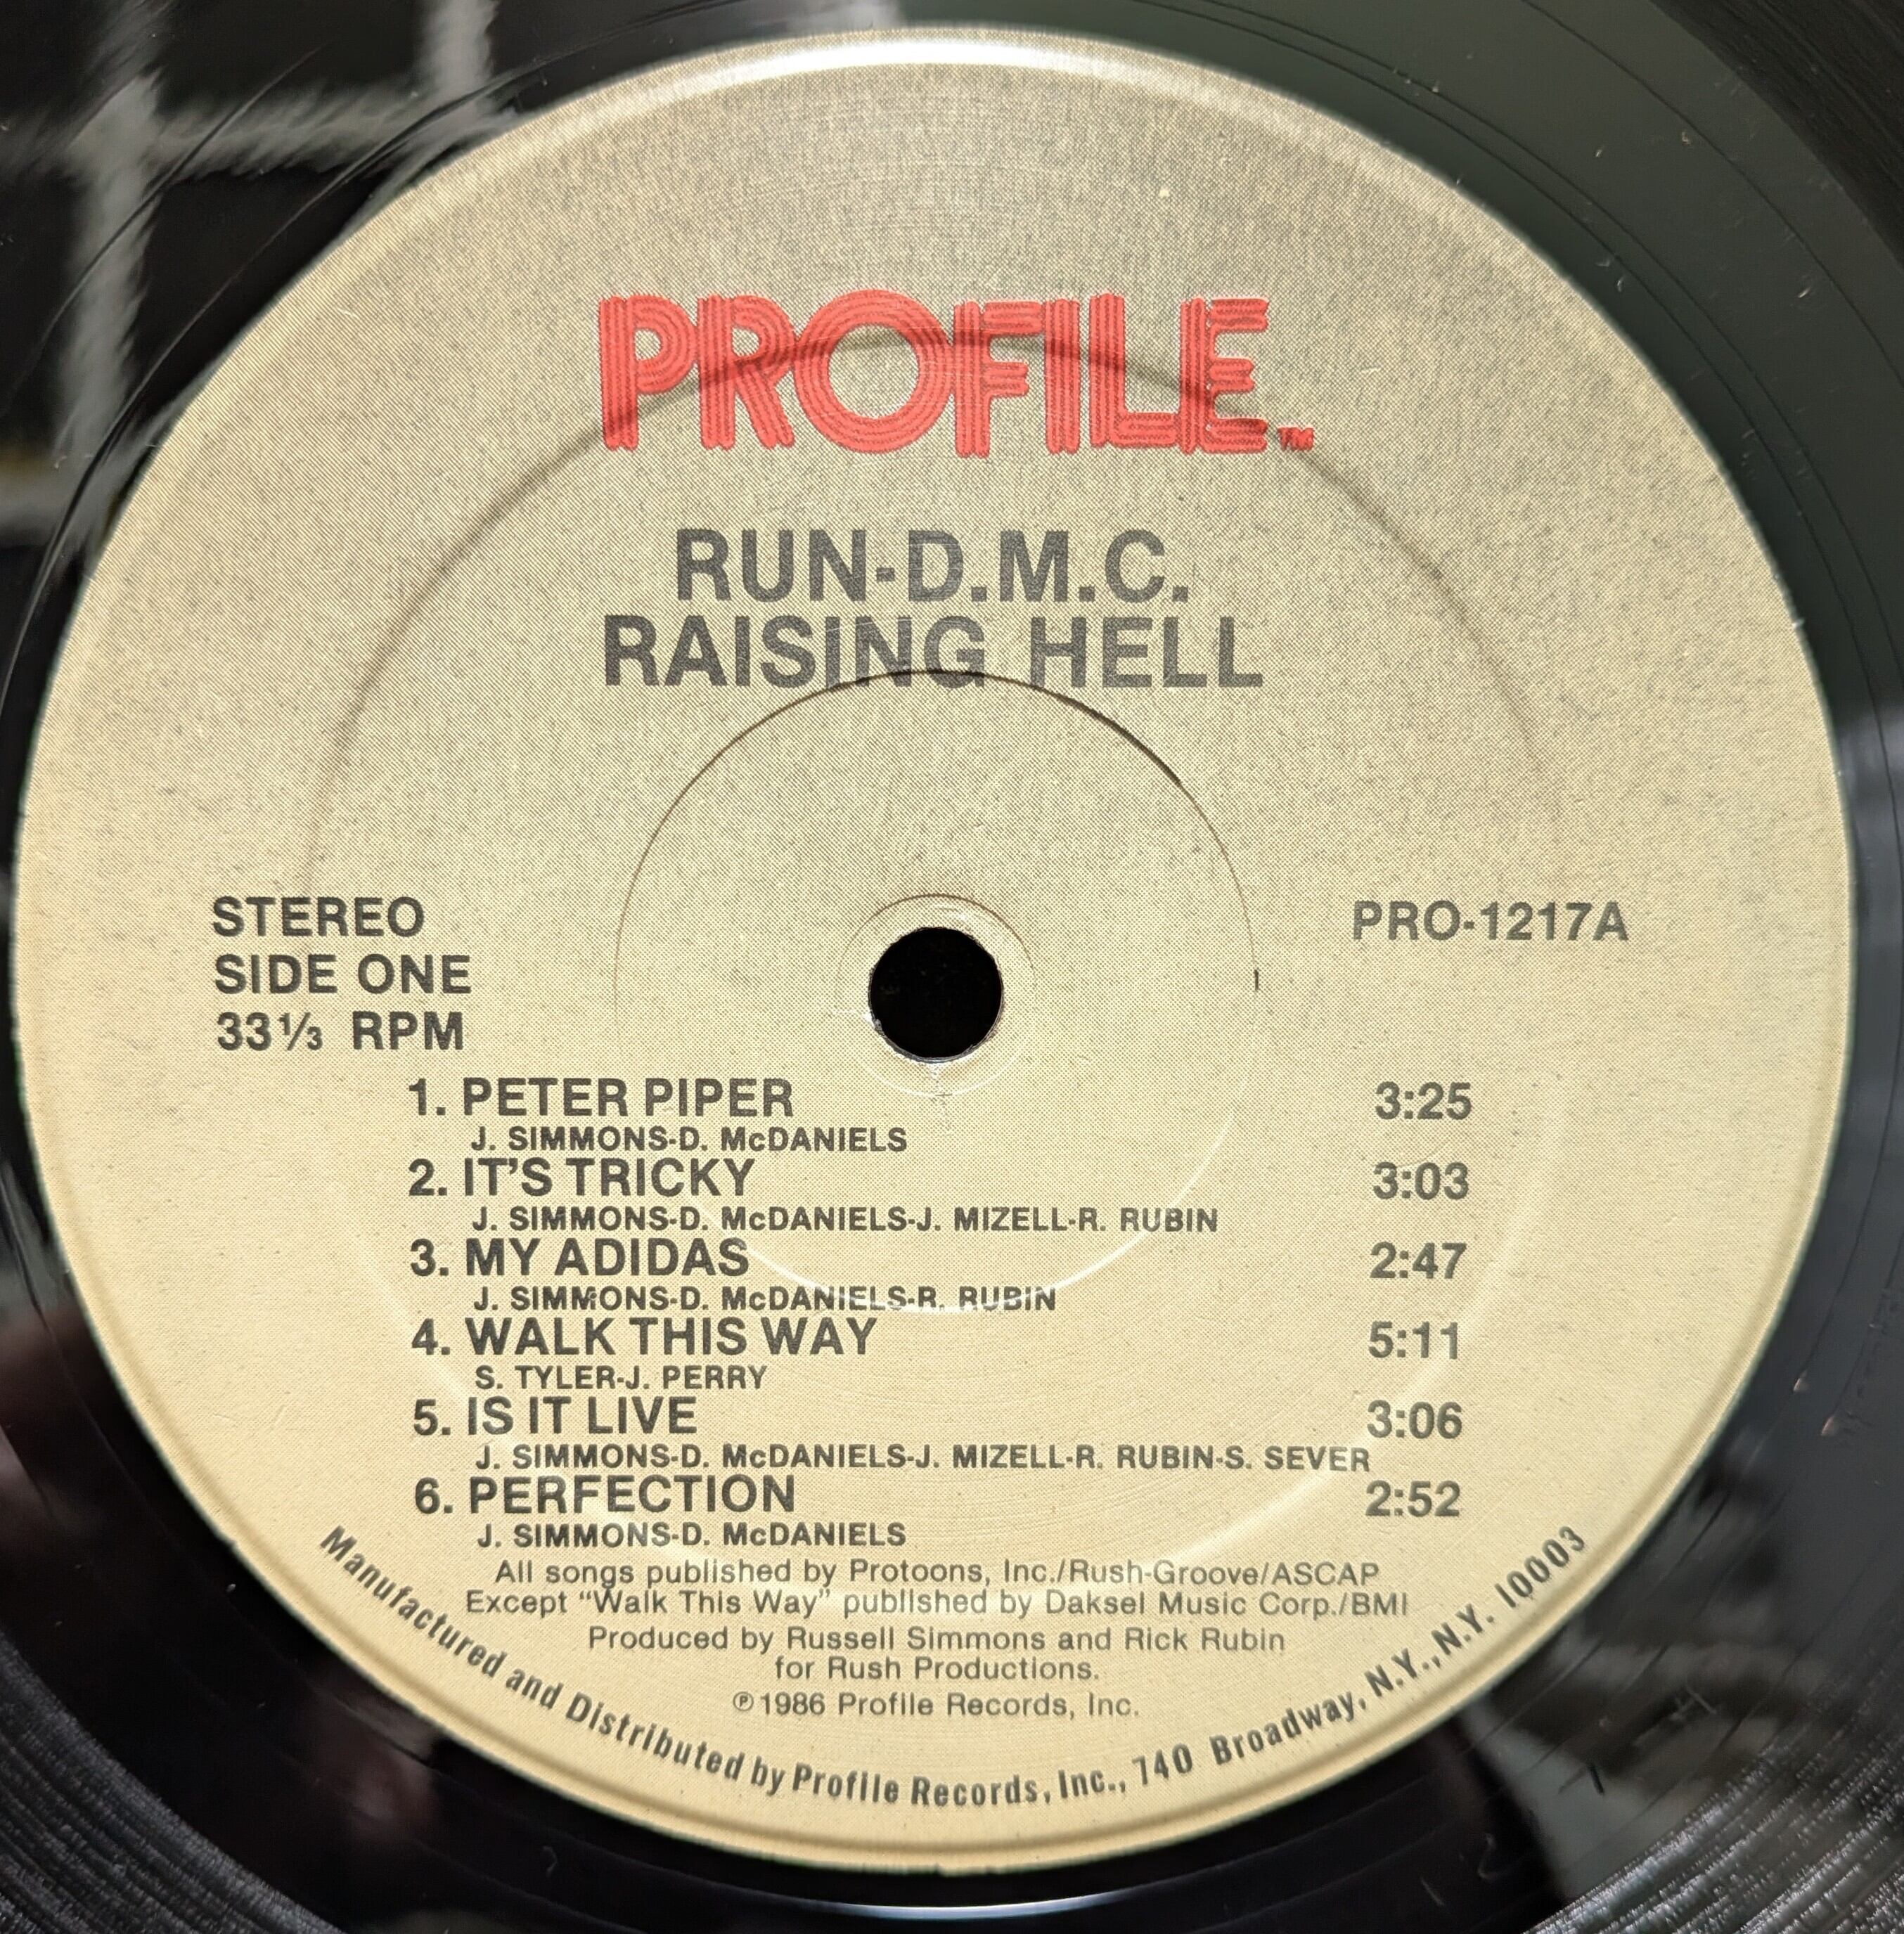 PROFILE TM
RUN-D.M.C.
RAISING HELL
STEREO
SIDE ONE
33⅓ RPM
PRO-1217A
1. PETER PIPER 3:25
J. SIMMONS-D. McDANIELS
2. IT'S TRICKY 3:03
J. SIMMONS-D. McDANIELS-J. MIZELL-R. RUBIN
3. MY ADIDAS 2:47
J. SIMMONS-D. McDANIELS-R. RUBIN
4. WALK THIS WAY 5:11
S. TYLER-J. PERRY
5. IS IT LIVE 3:06
J. SIMMONS-D. McDANIELS-J. MIZELL-R. RUBIN-S. SEVER
6. PERFECTION 2:52
J. SIMMONS-D. McDANIELS
All songs published by Protoons, Inc./Rush-Groove/ASCAP
Except “Walk This Way” published by Daksel Music Corp./BMI
Produced by Russell Simmons and Rick Rubin
for Rush Productions.
℗1986 Profile Records, Inc.
Manufactured and Distributed by Profile Records, Inc., 740 Broadway, N.Y.,N.Y. 10003